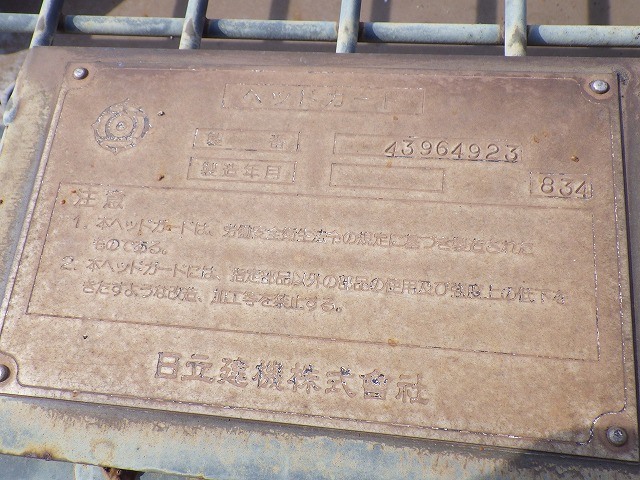 ヘッドガード
製番 43964923
製造年月 834
注意
1. 本ヘッドガードは、労働安全衛生法令の規定に基づき製造された
ものである。
2. 本ヘッドガードには、指定部品以外の部品の使用及び強度上の低下を
きたすような改造、加工等を禁止する。
日立建機株式會社